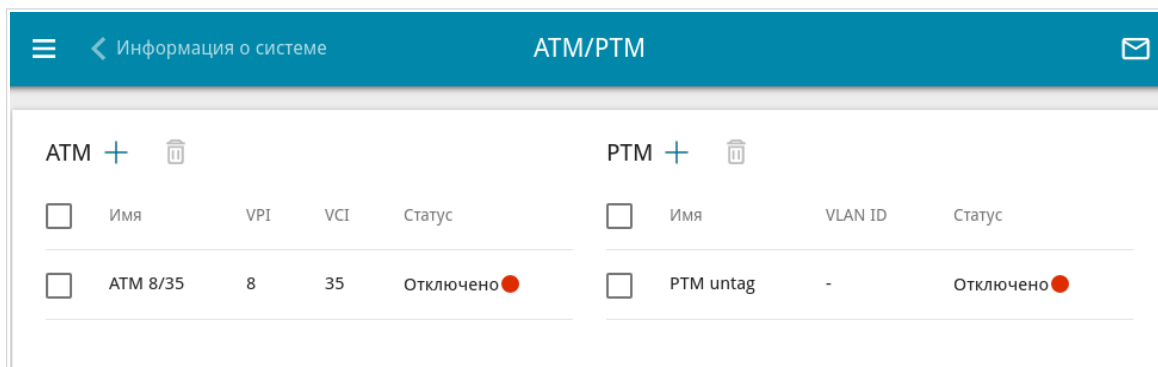 Информация о системе ATM/PTM
ATM
PTM
Имя VPI VCI Статус
Имя VLAN ID Статус
ATM 8/35 8 35 Отключено
PTM untag - Отключено